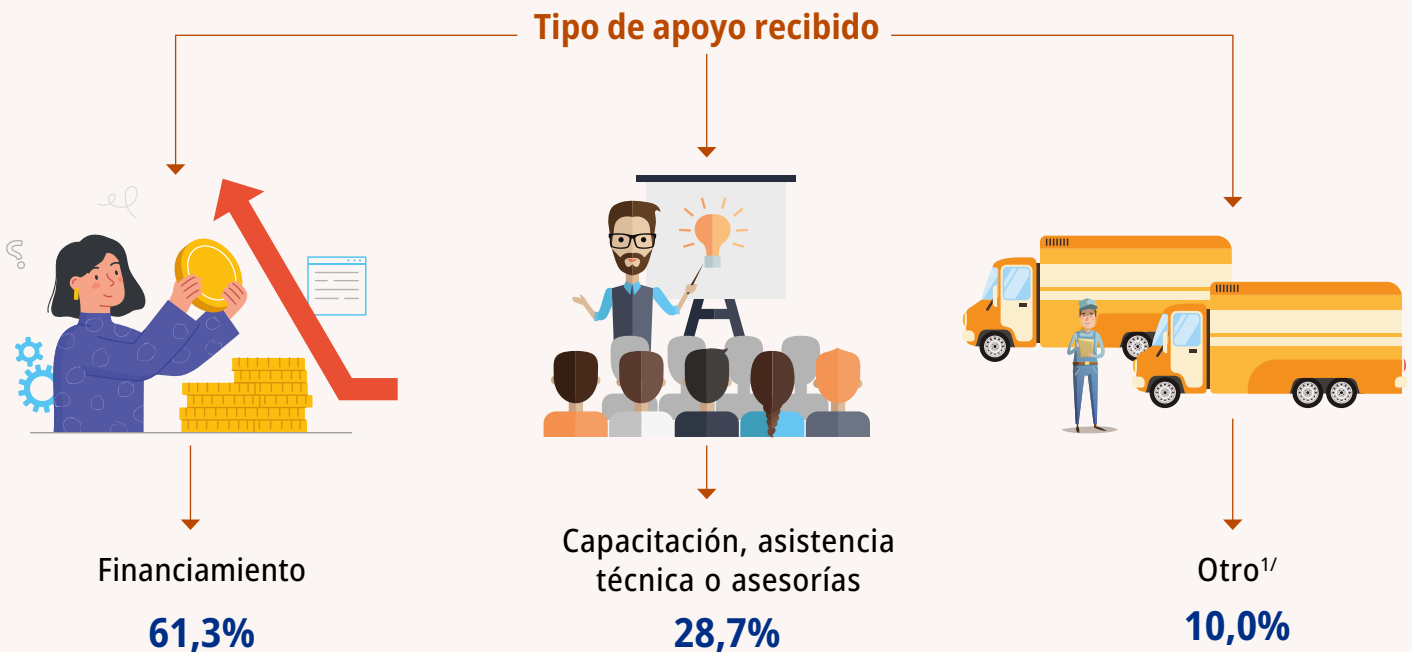 Tipo de apoyo recibido
Financiamiento
61,3%
Capacitación, asistencia
técnica o asesorías
28,7%
Otro1/
10,0%